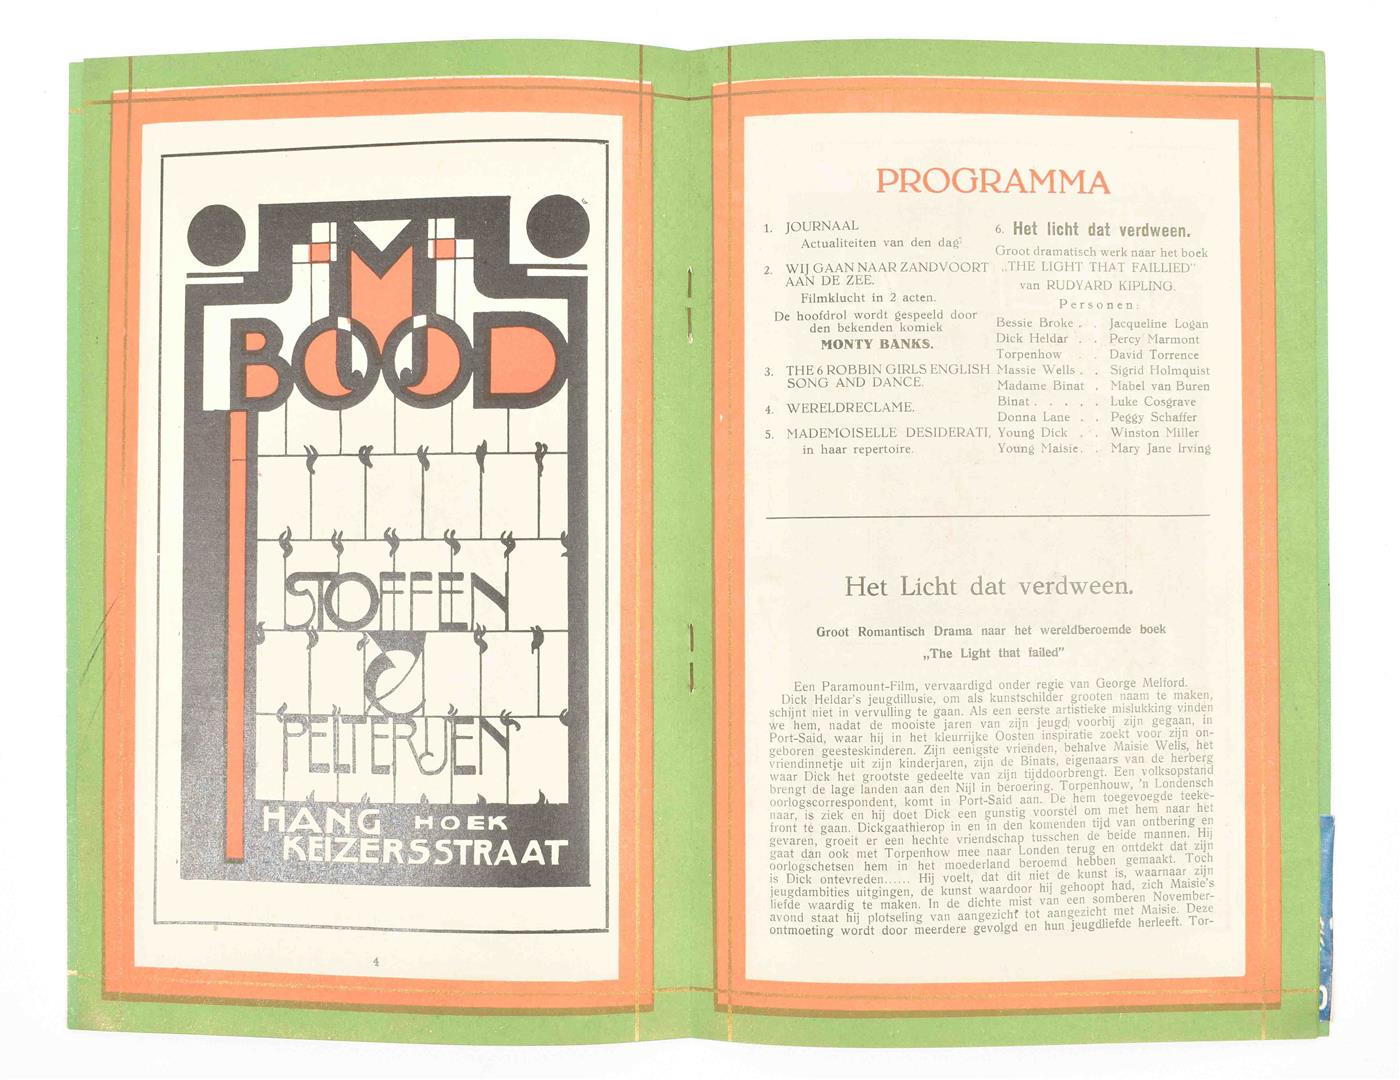 M
BOOD
STOFFEN
&
PELTERIJEN
HANG HOEK
KEIZERSSTRAAT
4
PROGRAMMA
1. JOURNAAL
Actualiteiten van den dag
2. WIJ GAAN NAAR ZANDVOORT
AAN DE ZEE.
Filmklucht in 2 acten.
De hoofdrol wordt gespeeld door
den bekenden komiek
MONTY BANKS.
3. THE 6 ROBBIN GIRLS ENGLISH
SONG AND DANCE.
4. WERELDRECLAME.
5. MADEMOISELLE DESIDERATI,
in haar repertoire.
6. Het licht dat verdween.
Groot dramatisch werk naar het boek
„THE LIGHT THAT FAILLIED”
van RUDYARD KIPLING.
Personen:
Bessie Broke . . Jacqueline Logan
Dick Heldar . . Percy Marmont
Torpenhow . . David Torrence
Massie Wells . . Sigrid Holmquist
Madame Binat . Mabel van Buren
Binat . . . . . Luke Cosgrave
Donna Lane . . Peggy Schaffer
Young Dick . . Winston Miller
Young Maisie. . Mary Jane Irving
Het Licht dat verdween.
Groot Romantisch Drama naar het wereldberoemde boek
„The Light that failed”
Een Paramount-Film, vervaardigd onder regie van George Melford.
Dick Heldar's jeugdillusie, om als kunstschilder grooten naam te maken,
schijnt niet in vervulling te gaan. Als een eerste artistieke mislukking vinden
we hem, nadat de mooiste jaren van zijn jeugd voorbij zijn gegaan, in
Port-Said, waar hij in het kleurrijke Oosten inspiratie zoekt voor zijn on-
geboren geesteskinderen. Zijn eenigste vrienden, behalve Maisie Wells, het
vriendinnetje uit zijn kinderjaren, zijn de Binats, eigenaars van de herberg
waar Dick het grootste gedeelte van zijn tijddoorbrengt. Een volksopstand
brengt de lage landen aan den Nijl in beroering. Torpenhouw, 'n Londensch
oorlogscorrespondent, komt in Port-Said aan. De hem toegevoegde teeke-
naar, is ziek en hij doet Dick een gunstig voorstel om met hem naar het
front te gaan. Dickgaathierop in en in den komenden tijd van ontbering en
gevaren, groeit er een hechte vriendschap tusschen de beide mannen. Hij
gaat dan ook met Torpenhow mee naar Londen terug en ontdekt dat zijn
oorlogschetsen hem in het moederland beroemd hebben gemaakt. Toch
is Dick ontevreden...... Hij voelt, dat dit niet de kunst is, waarnaar zijn
jeugdambities uitgingen, de kunst waardoor hij gehoopt had, zich Maisie's
liefde waardig te maken. In de dichte mist van een somberen November-
avond staat hij plotseling van aangezicht tot aangezicht met Maisie. Deze
ontmoeting wordt door meerdere gevolgd en hun jeugdliefde herleeft. Tor-